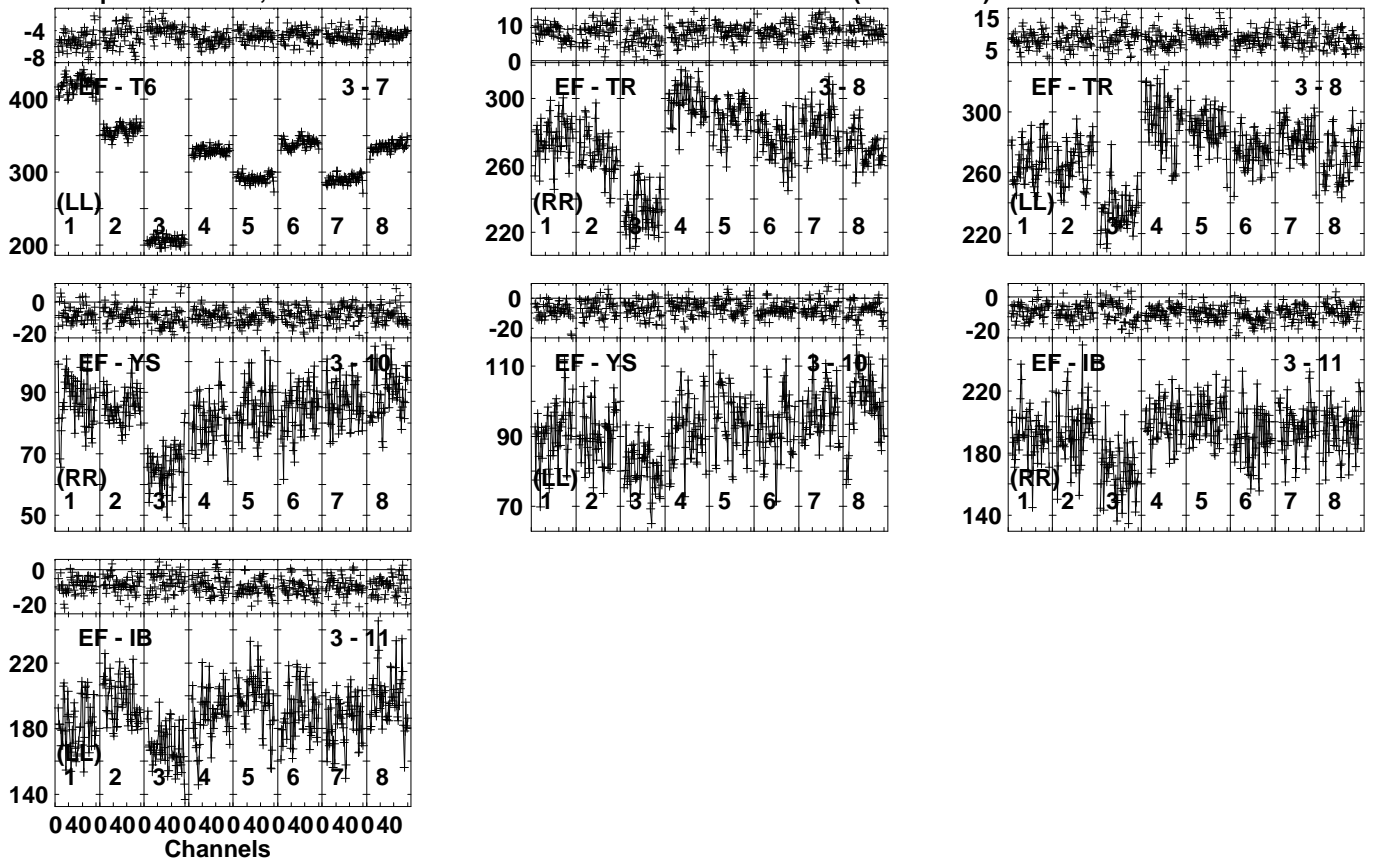 -4
-8
EF - T6 3 - 7
400
300
200
(LL)
1 2 3 4 5 6 7 8
10
0
EF - TR 3 - 8
300
260
220
(RR)
1 2 3 4 5 6 7 8
15
5
EF - TR 3 - 8
300
260
220
(LL)
1 2 3 4 5 6 7 8
0
-20
EF - YS 3 - 10
90
70
50
(RR)
1 2 3 4 5 6 7 8
0
-20
EF - YS 3 - 10
110
90
70
(LL)
1 2 3 4 5 6 7 8
0
-20
EF - IB 3 - 11
220
180
140
(RR)
1 2 3 4 5 6 7 8
0
-20
EF - IB 3 - 11
220
180
140
(LL)
1 2 3 4 5 6 7 8
0 40 0 40 0 40 0 40 0 40 0 40 0 40 0 40
Channels